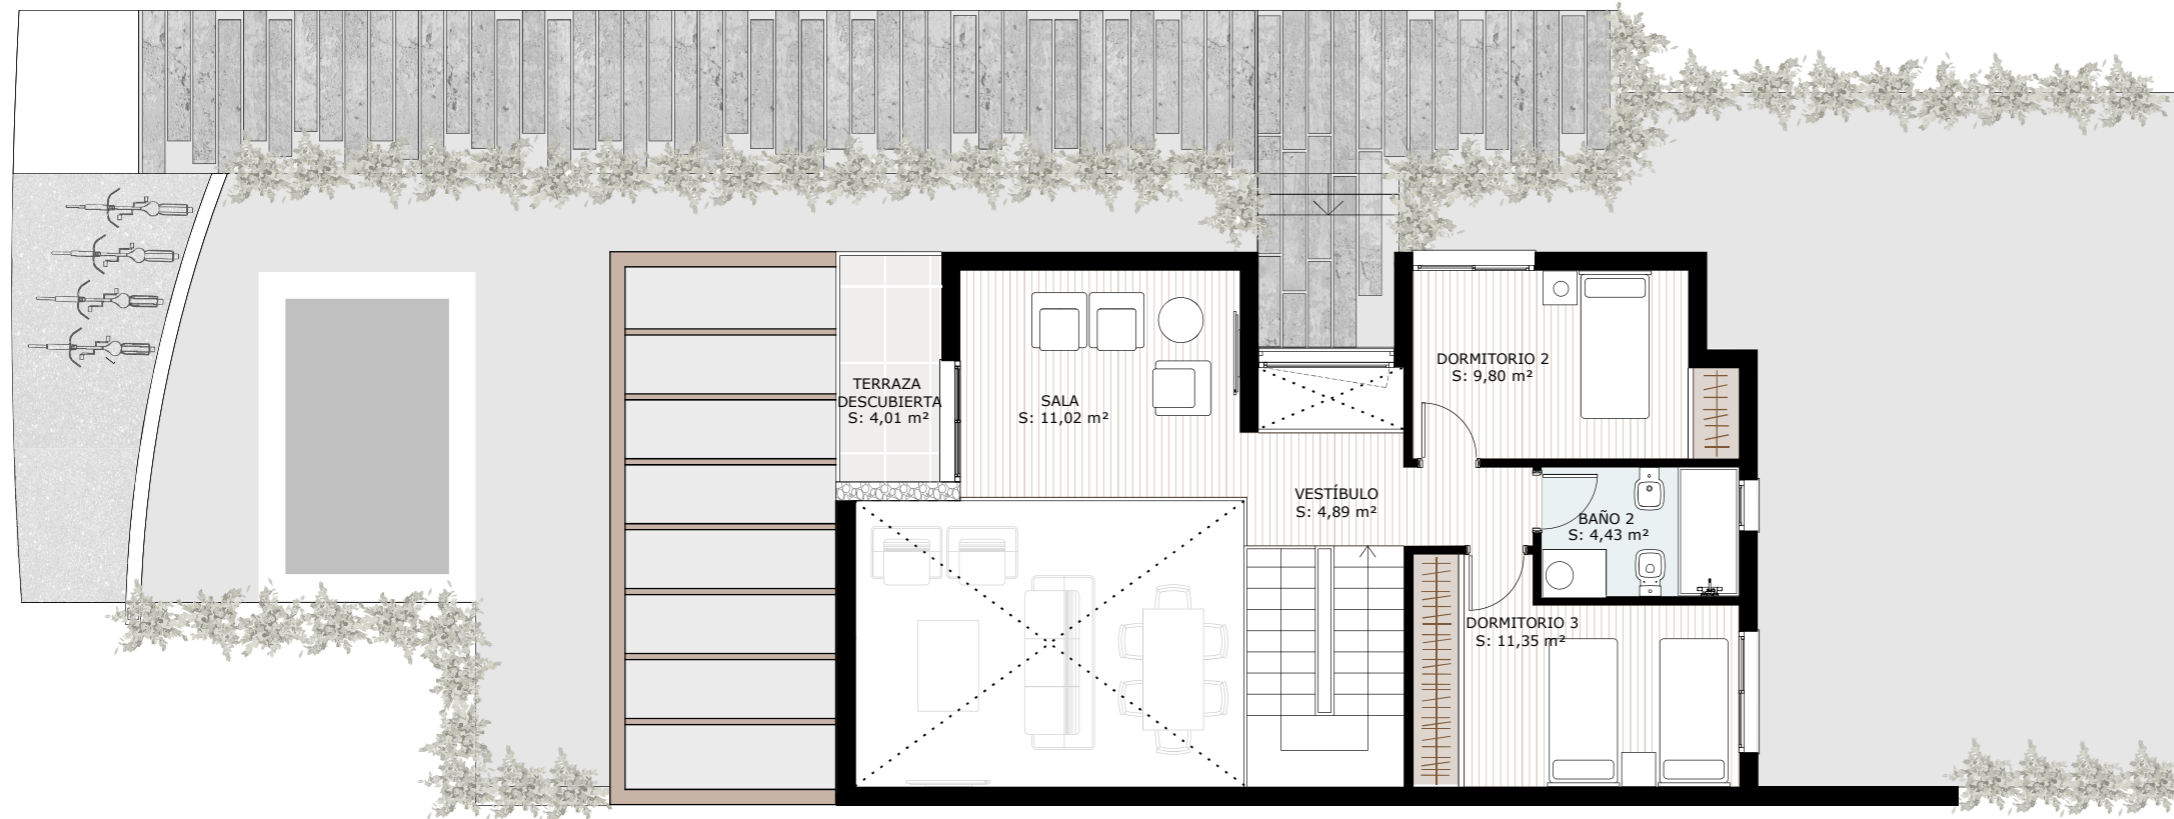 DORMITORIO 2
S: 9,80 m²
TERRAZA
DESCUBIERTA
S: 4,01 m²
SALA
S: 11,02 m²
VESTÍBULO
S: 4,89 m²
BAÑO 2
S: 4,43 m²
DORMITORIO 3
S: 11,35 m²